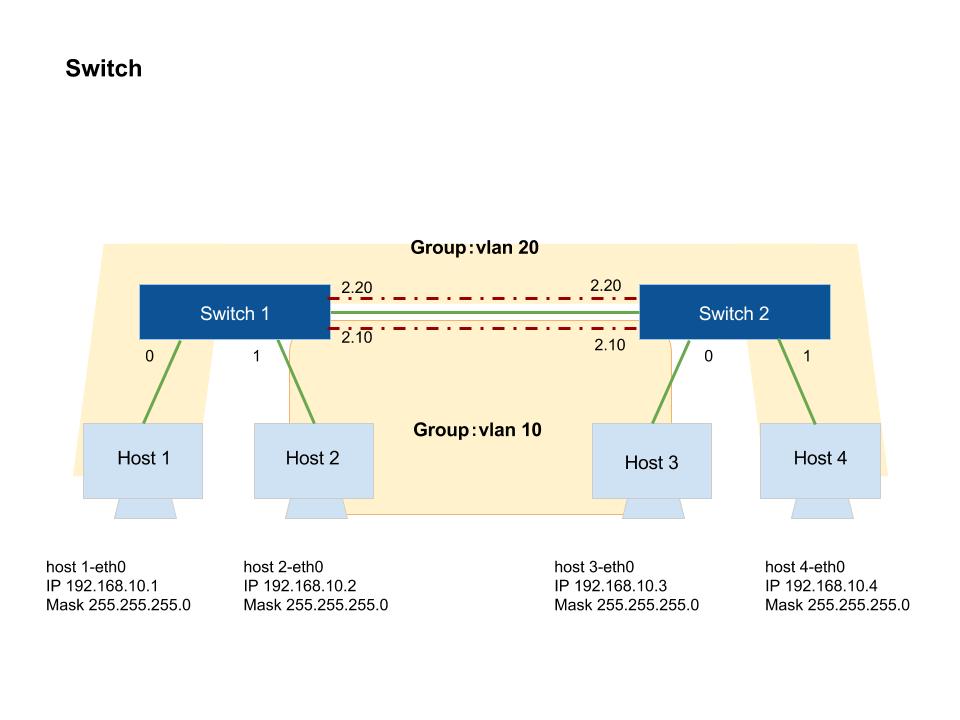 Switch
Group:vlan 20
2.20
2.20
Switch 1
Switch 2
2.10
2.10
0
1
0
1
Group:vlan 10
Host 1
Host 2
Host 3
Host 4
host 1-eth0
IP 192.168.10.1
Mask 255.255.255.0
host 2-eth0
IP 192.168.10.2
Mask 255.255.255.0
host 3-eth0
IP 192.168.10.3
Mask 255.255.255.0
host 4-eth0
IP 192.168.10.4
Mask 255.255.255.0